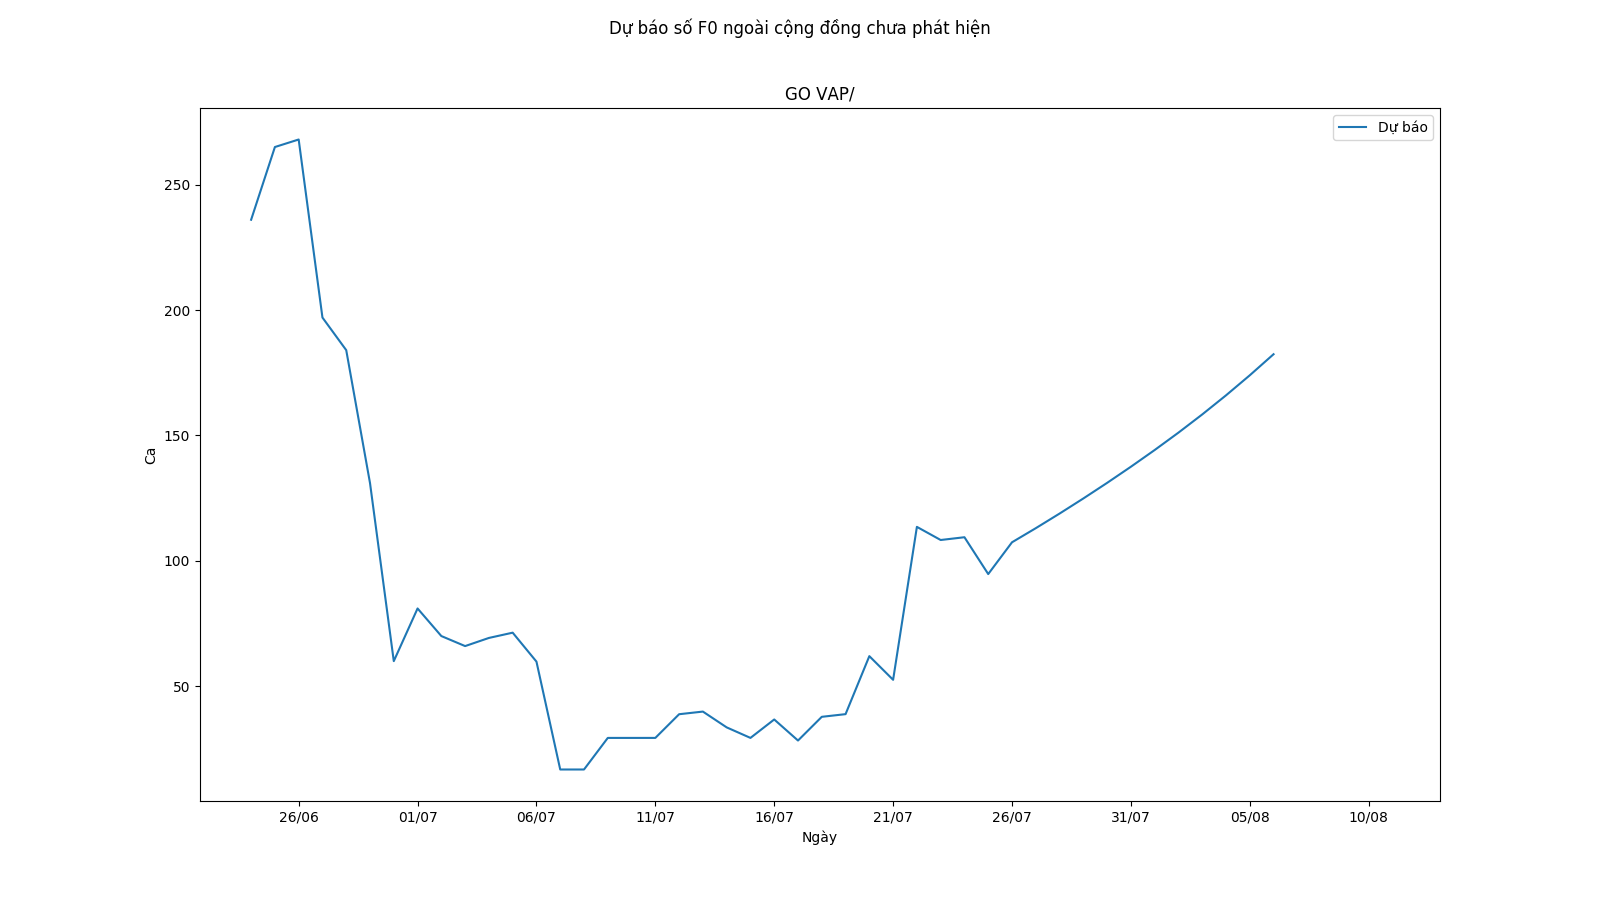 Dự báo số F0 ngoài cộng đồng chưa phát hiện
GO VAP/
Dự báo
250
200
150
100
50
Ca
26/06 01/07 06/07 11/07 16/07 21/07 26/07 31/07 05/08 10/08
Ngày